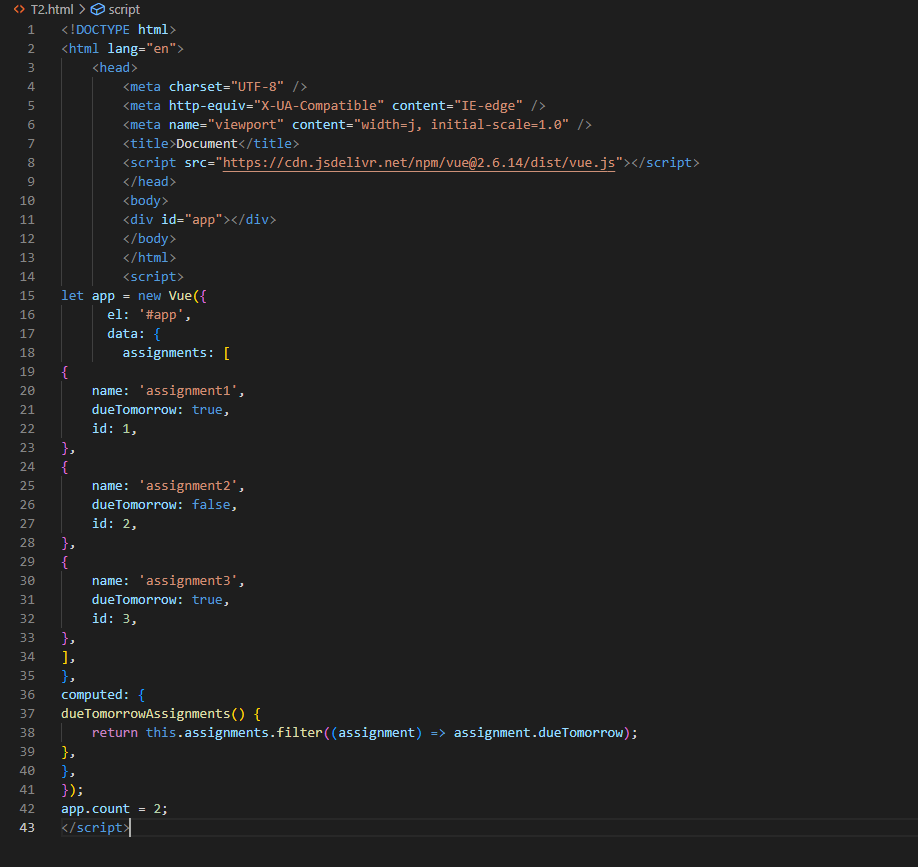 T2.html > script
1 <!DOCTYPE html>
2 <html lang="en">
3 <head>
4 <meta charset="UTF-8" />
5 <meta http-equiv="X-UA-Compatible" content="IE-edge" />
6 <meta name="viewport" content="width=j, initial-scale=1.0" />
7 <title>Document</title>
8 <script src="https://cdn.jsdelivr.net/npm/vue@2.6.14/dist/vue.js"></script>
9 </head>
10 <body>
11 <div id="app"></div>
12 </body>
13 </html>
14 <script>
15 let app = new Vue({
16 el: '#app',
17 data: {
18 assignments: [
19 {
20 name: 'assignment1',
21 dueTomorrow: true,
22 id: 1,
23 },
24 {
25 name: 'assignment2',
26 dueTomorrow: false,
27 id: 2,
28 },
29 {
30 name: 'assignment3',
31 dueTomorrow: true,
32 id: 3,
33 },
34 ],
35 },
36 computed: {
37 dueTomorrowAssignments() {
38 return this.assignments.filter((assignment) => assignment.dueTomorrow);
39 },
40 },
41 });
42 app.count = 2;
43 </script>